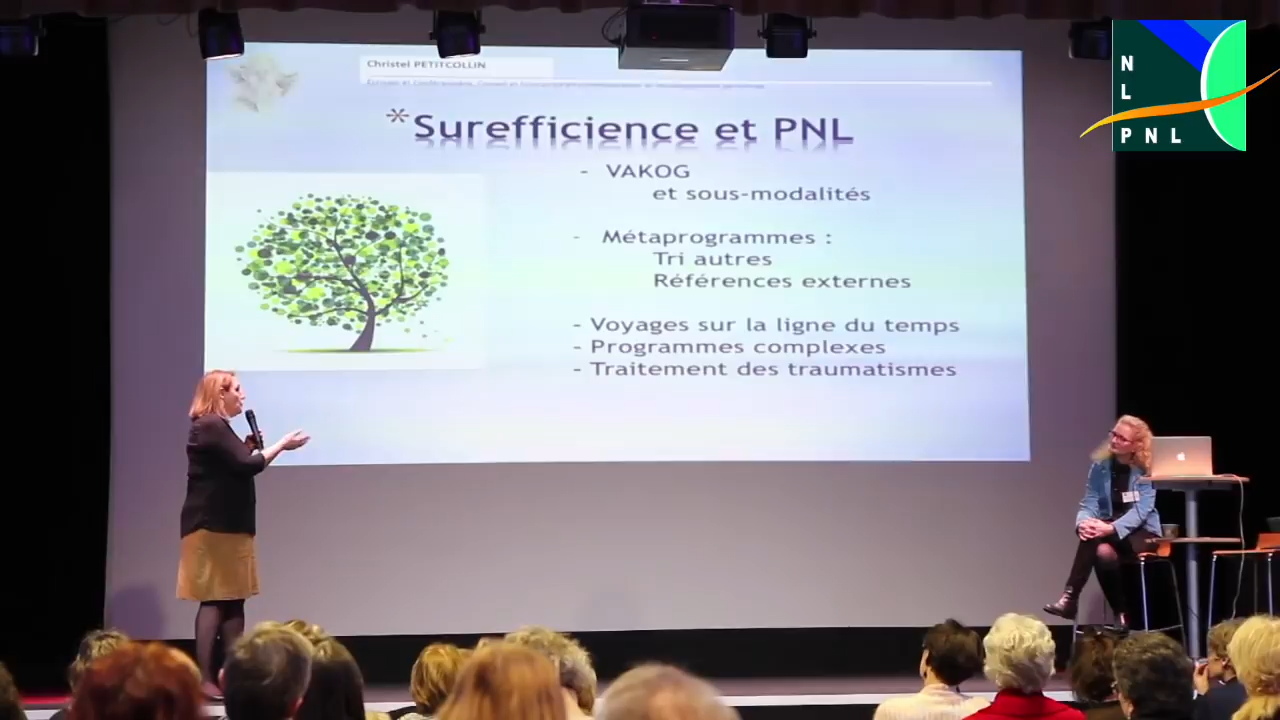 Christel PETITCOLLIN
*Surefficience et PNL
- VAKOG
et sous-modalités
- Métaprogrammes :
Tri autres
Références externes
- Voyages sur la ligne du temps
- Programmes complexes
- Traitement des traumatismes
N
L
P N L